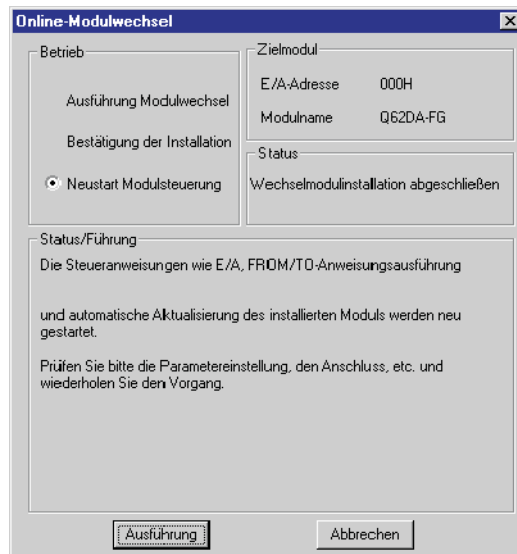 Online-Modulwechsel
Betrieb
Ausführung Modulwechsel
Bestätigung der Installation
Neustart Modulsteuerung
Zielmodul
E/A-Adresse 000H
Modulname Q62DA-FG
Status
Wechselmodulinstallation abgeschließen
Status/Führung
Die Steueranweisungen wie E/A, FROM/TO-Anweisungsausführung
und automatische Aktualisierung des installierten Moduls werden neu
gestartet.
Prüfen Sie bitte die Parametereinstellung, den Anschluss, etc. und
wiederholen Sie den Vorgang.
Ausführung
Abbrechen